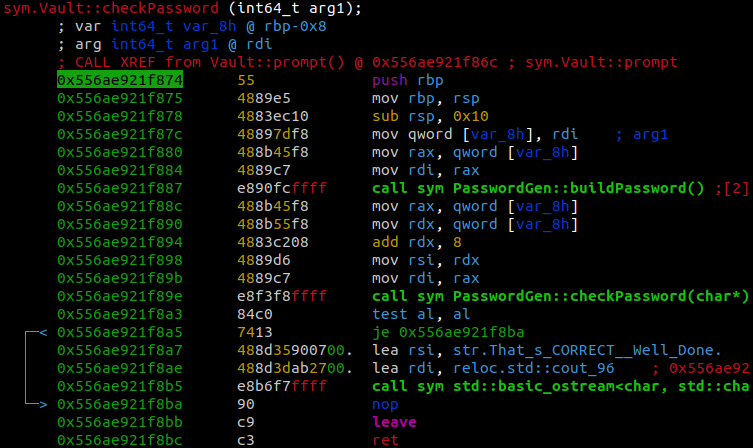 sym.Vault::checkPassword (int64_t arg1);
; var int64_t var_8h @ rbp-0x8
; arg int64_t arg1 @ rdi
; CALL XREF from Vault::prompt() @ 0x556ae921f86c ; sym.Vault::prompt
0x556ae921f874 55 push rbp
0x556ae921f875 4889e5 mov rbp, rsp
0x556ae921f878 4883ec10 sub rsp, 0x10
0x556ae921f87c 48897df8 mov qword [var_8h], rdi ; arg1
0x556ae921f880 488b45f8 mov rax, qword [var_8h]
0x556ae921f884 4889c7 mov rdi, rax
0x556ae921f887 e890fcffff call sym PasswordGen::buildPassword() ;[2]
0x556ae921f88c 488b45f8 mov rax, qword [var_8h]
0x556ae921f890 488b55f8 mov rdx, qword [var_8h]
0x556ae921f894 4883c208 add rdx, 8
0x556ae921f898 4889d6 mov rsi, rdx
0x556ae921f89b 4889c7 mov rdi, rax
0x556ae921f89e e8f3f8ffff call sym PasswordGen::checkPassword(char*)
0x556ae921f8a3 84c0 test al, al
< 0x556ae921f8a5 7413 je 0x556ae921f8ba
0x556ae921f8a7 488d35900700. lea rsi, str.That_s_CORRECT__Well_Done.
0x556ae921f8ae 488d3dab2700. lea rdi, reloc.std::cout_96 ; 0x556ae92
0x556ae921f8b5 e8b6f7ffff call sym std::basic_ostream<char, std::cha
> 0x556ae921f8ba 90 nop
0x556ae921f8bb c9 leave
0x556ae921f8bc c3 ret